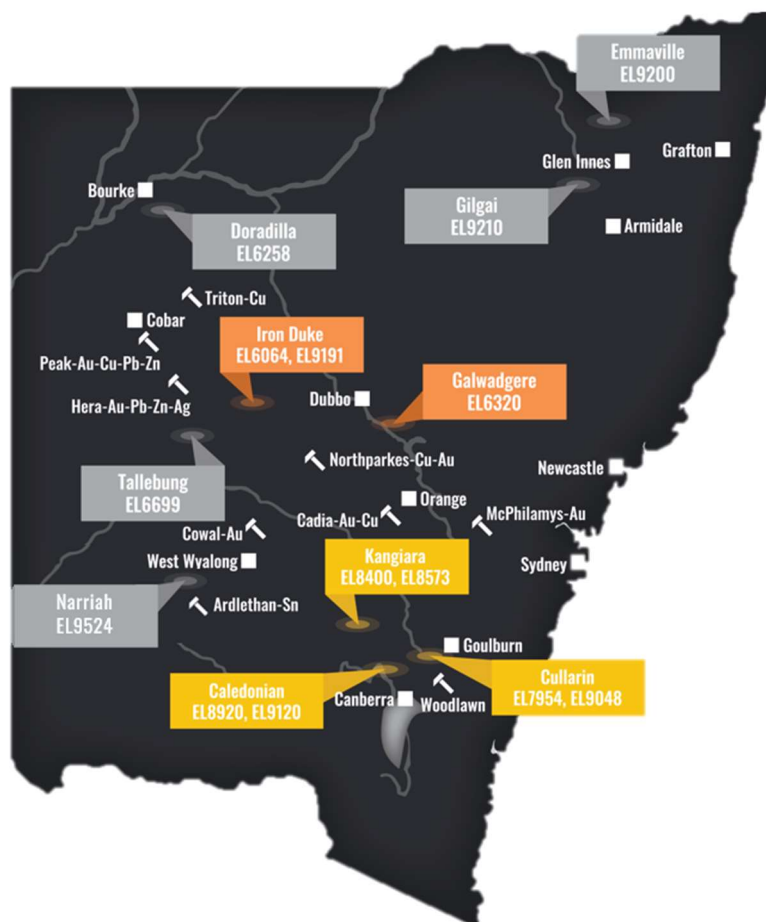 Emmaville
EL9200
Grafton
Glen Innes
Bourke
Gilgai
EL9210
Armidale
Doradilla
EL6258
Triton-Cu
Cobar
Iron Duke
EL6064, EL9191
Peak-Au-Cu-Pb-Zn
Galwadgere
EL6320
Dubbo
Hera-Au-Pb-Zn-Ag
Northparkes-Cu-Au
Newcastle
Tallebung
EL6699
Orange
McPhilamys-Au
Cadia-Au-Cu
Cowal-Au
Kangiara
EL8400, EL8573
West Wyalong
Sydney
Narriah
EL9524
Ardlethan-Sn
Goulburn
Cullarin
EL7954, EL9048
Caledonian
EL8920, EL9120
Canberra
Woodlawn